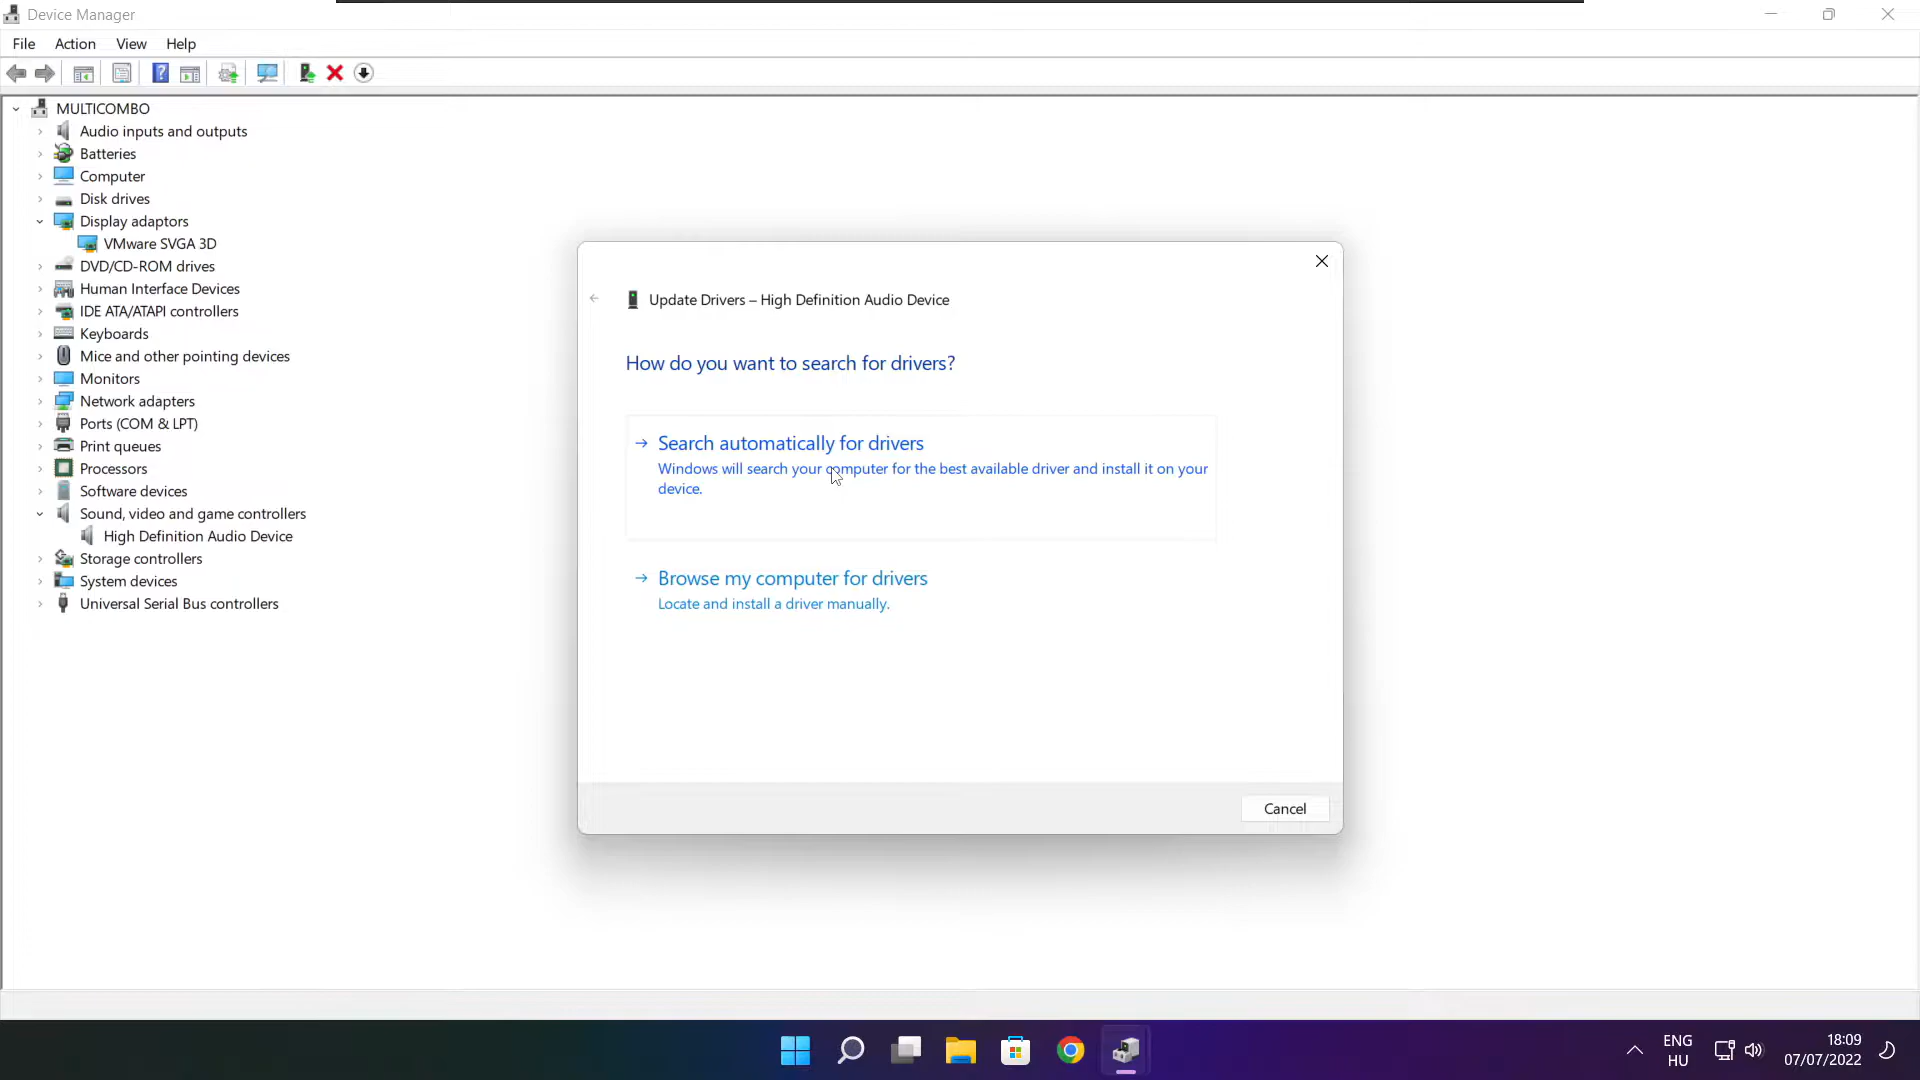 Device Manager
File Action View Help
MULTICOMBO
Audio inputs and outputs
Batteries
Computer
Disk drives
Display adaptors
VMware SVGA 3D
DVD/CD-ROM drives
Human Interface Devices
IDE ATA/ATAPI controllers
Keyboards
Mice and other pointing devices
Monitors
Network adapters
Ports (COM & LPT)
Print queues
Processors
Software devices
Sound, video and game controllers
High Definition Audio Device
Storage controllers
System devices
Universal Serial Bus controllers
Update Drivers – High Definition Audio Device
How do you want to search for drivers?
Search automatically for drivers
Windows will search your computer for the best available driver and install it on your
device.
Browse my computer for drivers
Locate and install a driver manually.
Cancel
ENG
HU
18:09
07/07/2022